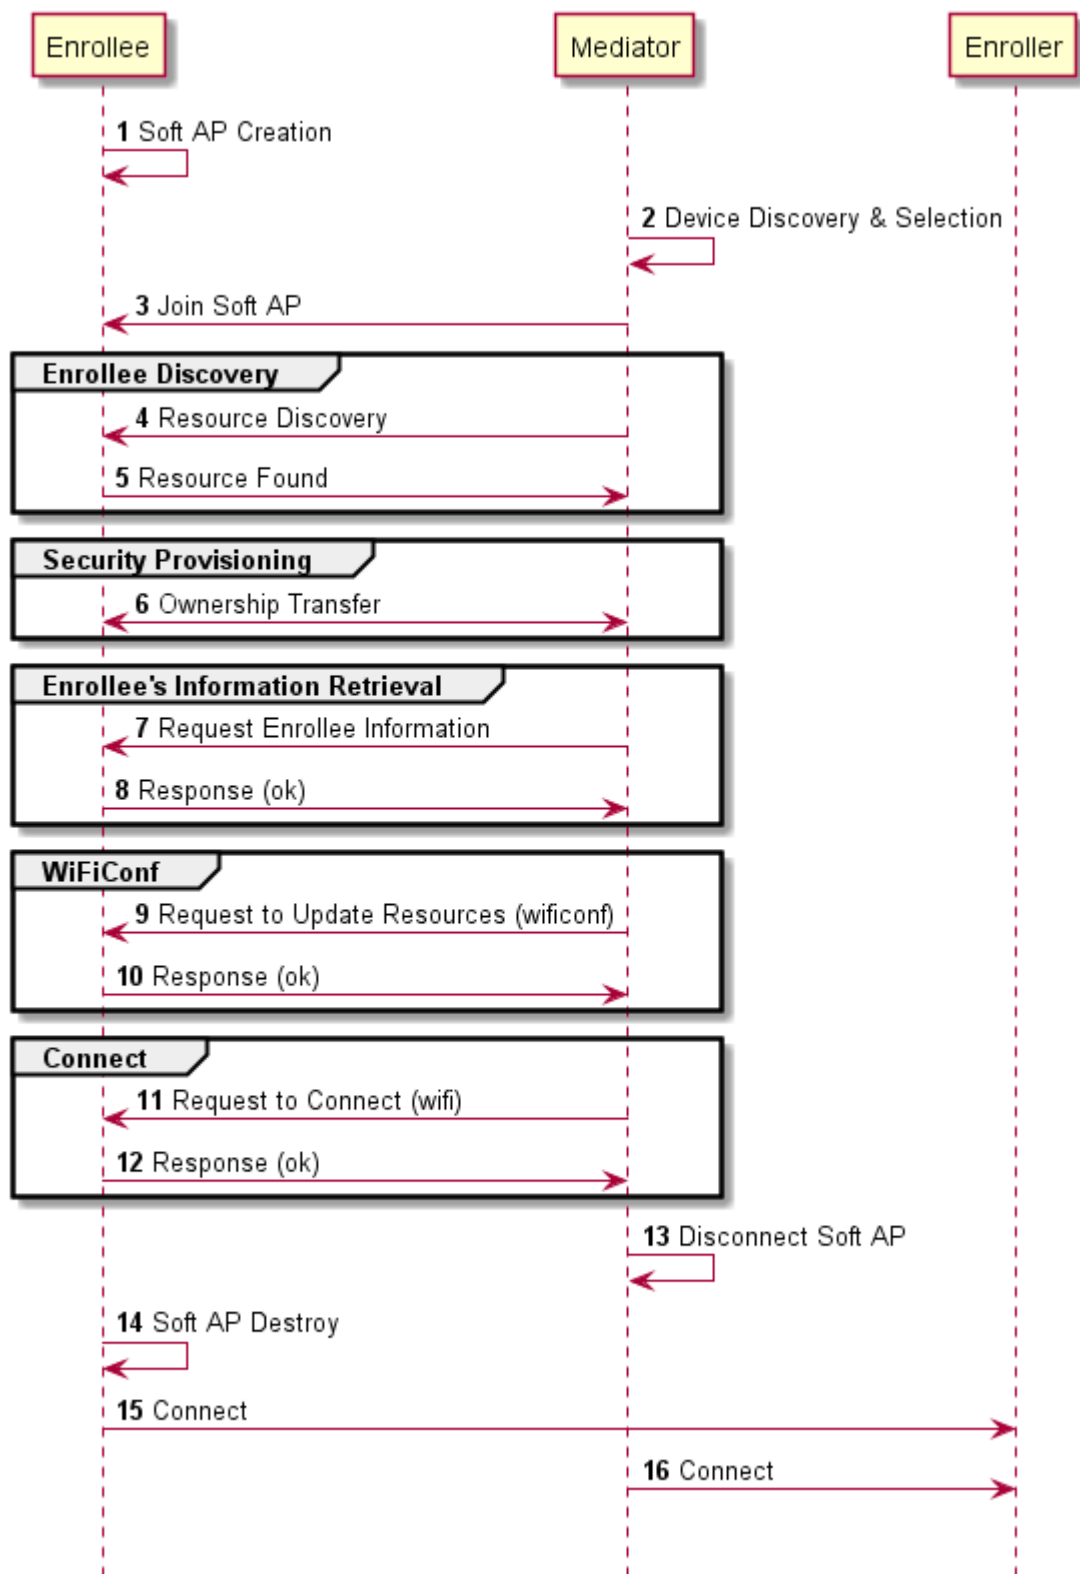 Enrollee Mediator Enroller
1 Soft AP Creation
2 Device Discovery & Selection
3 Join Soft AP
Enrollee Discovery
4 Resource Discovery
5 Resource Found
Security Provisioning
6 Ownership Transfer
Enrollee's Information Retrieval
7 Request Enrollee Information
8 Response (ok)
WiFiConf
9 Request to Update Resources (wificonf)
10 Response (ok)
Connect
11 Request to Connect (wifi)
12 Response (ok)
13 Disconnect Soft AP
14 Soft AP Destroy
15 Connect
16 Connect